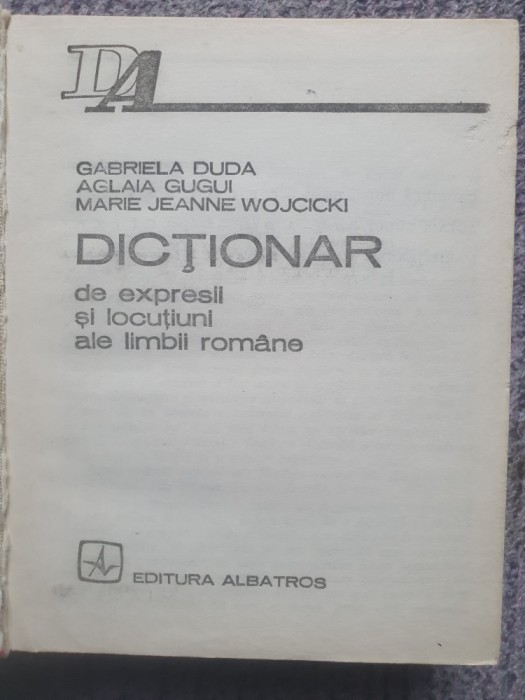 DA
GABRIELA DUDA
AGLAIA GUGUI
MARIE JEANNE WOJCICKI
DICŢIONAR
de expresii
şi locuţiuni
ale limbii române
EDITURA ALBATROS